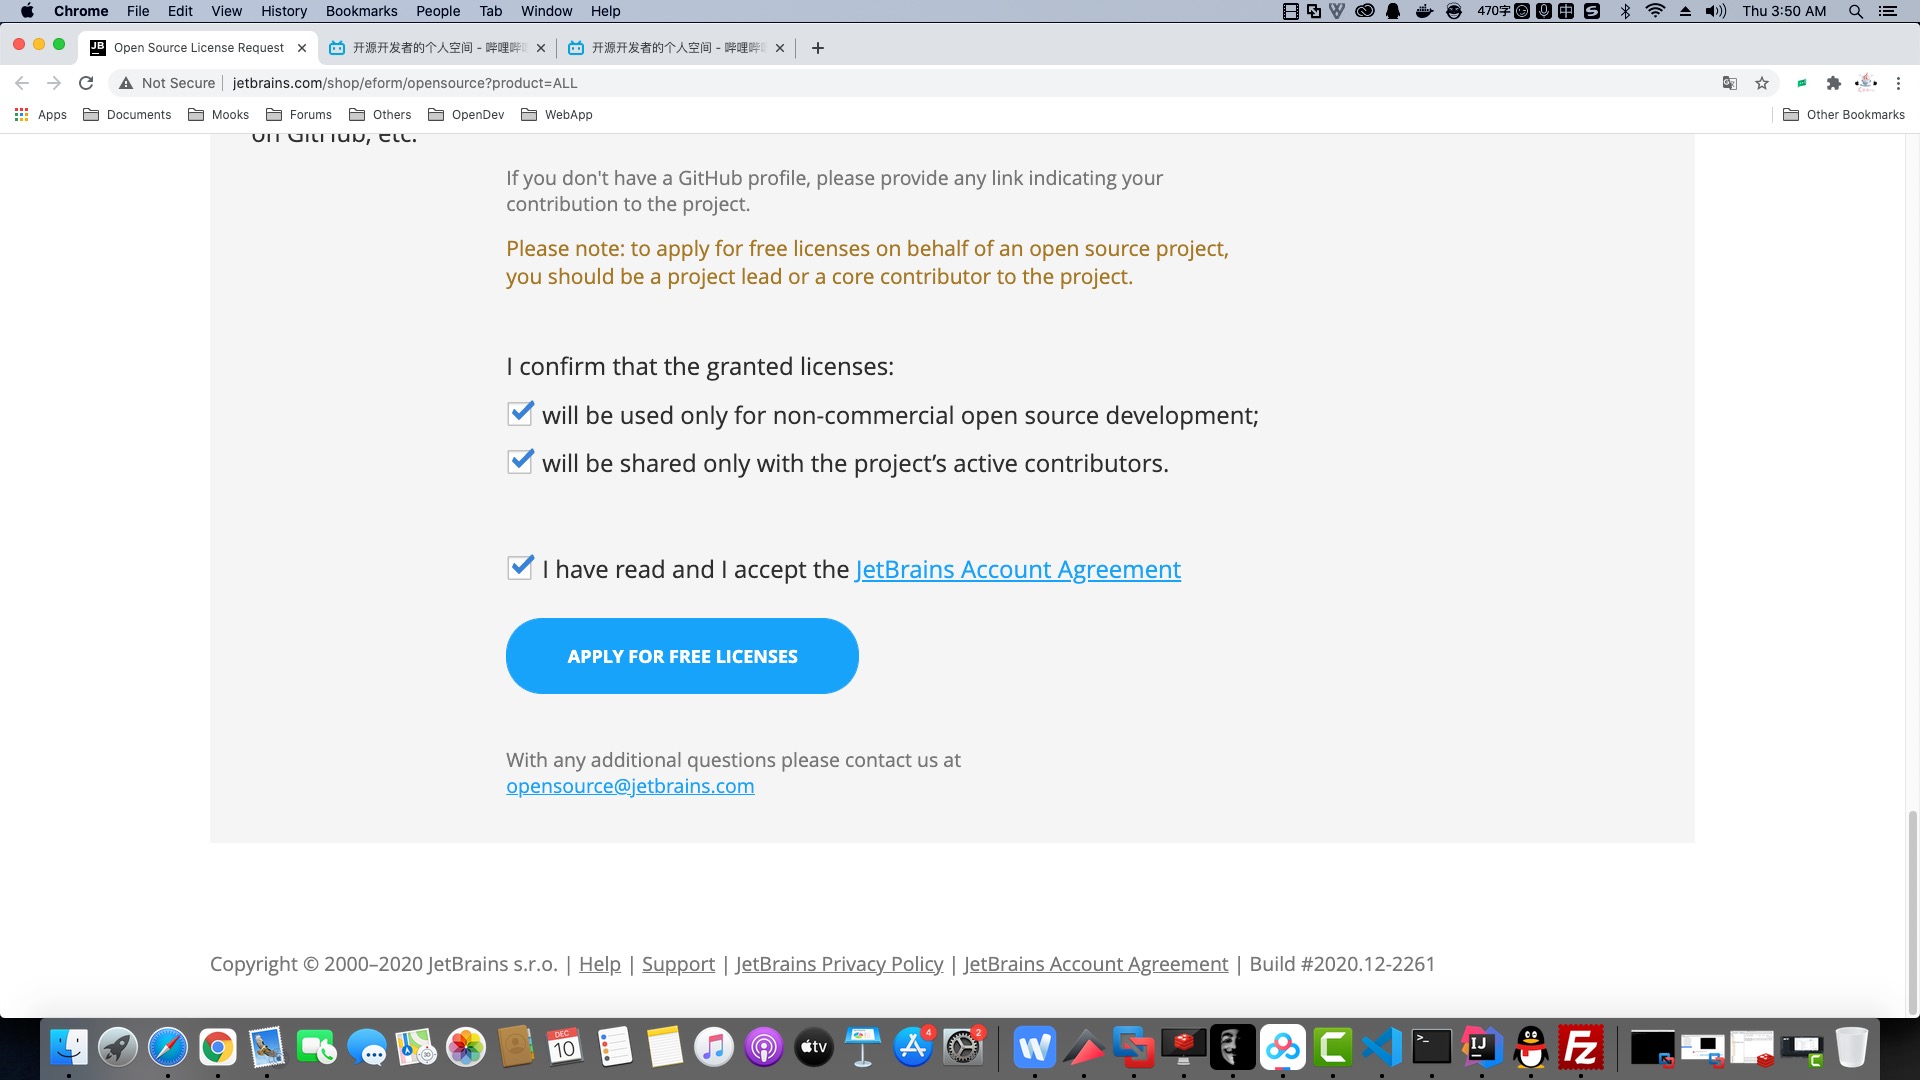 Chrome File Edit View History Bookmarks People Tab Window Help
470字 中 S Thu 3:50 AM
JB Open Source License Request
开源开发者的个人空间 - 哔哩哔
开源开发者的个人空间 - 哔哩哔
Not Secure jetbrains.com/shop/eform/opensource?product=ALL
Apps Documents Mooks Forums Others OpenDev WebApp Other Bookmarks
on GitHub, etc.
If you don't have a GitHub profile, please provide any link indicating your
contribution to the project.
Please note: to apply for free licenses on behalf of an open source project,
you should be a project lead or a core contributor to the project.
I confirm that the granted licenses:
will be used only for non-commercial open source development;
will be shared only with the project’s active contributors.
I have read and I accept the JetBrains Account Agreement
APPLY FOR FREE LICENSES
With any additional questions please contact us at
opensource@jetbrains.com
Copyright © 2000–2020 JetBrains s.r.o. | Help | Support | JetBrains Privacy Policy | JetBrains Account Agreement | Build #2020.12-2261
DEC
10
tv
4
2
W
C
IJ
Fz